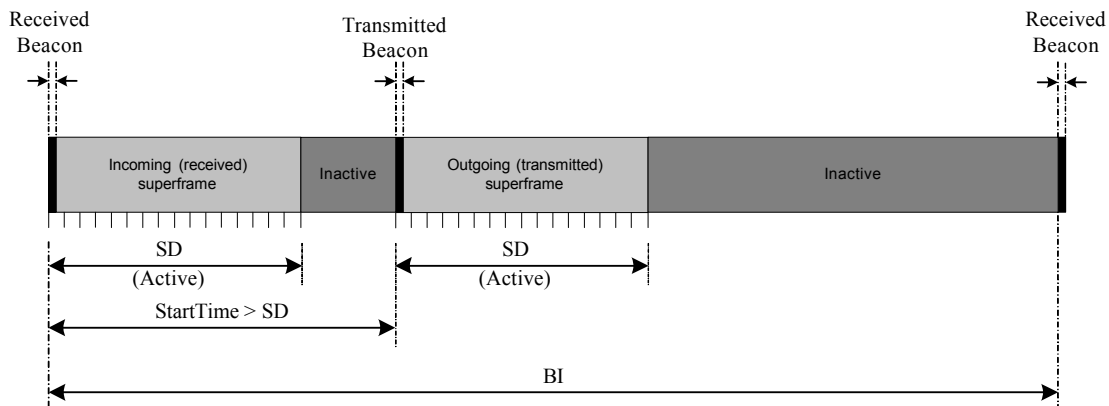 Received
Beacon
Transmitted
Beacon
Received
Beacon
Incoming (received)
superframe
Inactive
Outgoing (transmitted)
superframe
Inactive
SD
(Active)
SD
(Active)
StartTime > SD
BI